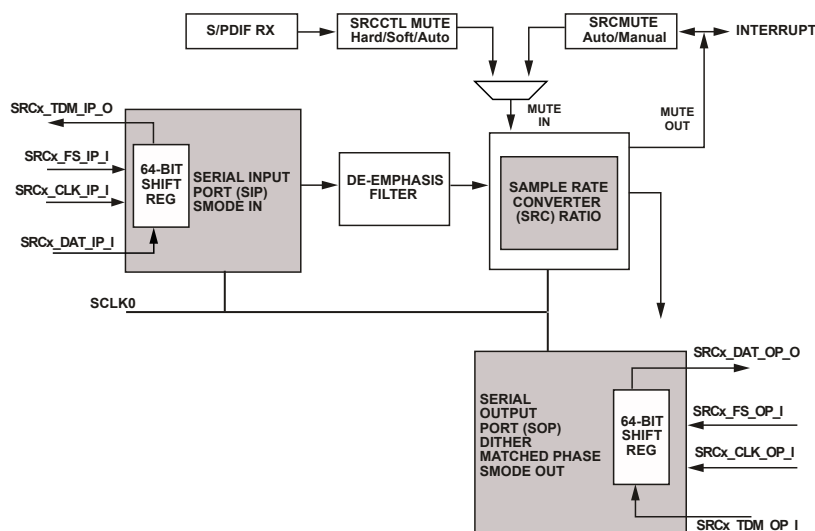 S/PDIF RX
SRCCTL MUTE
Hard/Soft/Auto
SRCMUTE
Auto/Manual
INTERRUPT
MUTE
IN
MUTE
OUT
SRCx_TDM_IP_O
SRCx_FS_IP_I
SRCx_CLK_IP_I
SRCx_DAT_IP_I
64-BIT
SHIFT
REG
SERIAL INPUT
PORT (SIP)
SMODE IN
DE-EMPHASIS
FILTER
SAMPLE RATE
CONVERTER
(SRC) RATIO
SCLK0
SERIAL
OUTPUT
PORT (SOP)
DITHER
MATCHED PHASE
SMODE OUT
64-BIT
SHIFT
REG
SRCx_DAT_OP_O
SRCx_FS_OP_I
SRCx_CLK_OP_I
SRCx_TDM_OP_I